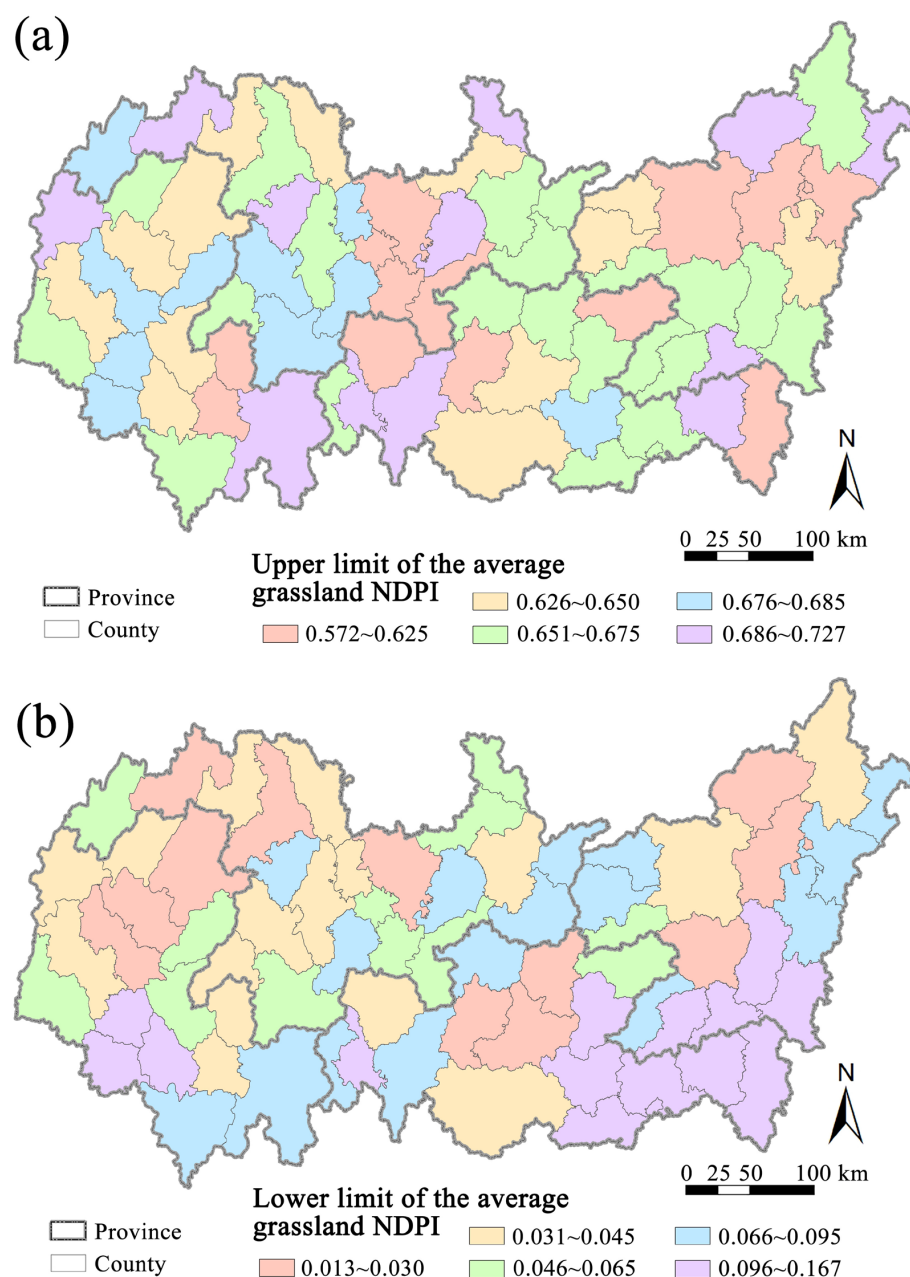 (a)
N
0 25 50 100 km
Upper limit of the average
grassland NDPI
Province
County
0.572~0.625
0.626~0.650
0.651~0.675
0.676~0.685
0.686~0.727
(b)
N
0 25 50 100 km
Lower limit of the average
grassland NDPI
Province
County
0.013~0.030
0.031~0.045
0.046~0.065
0.066~0.095
0.096~0.167